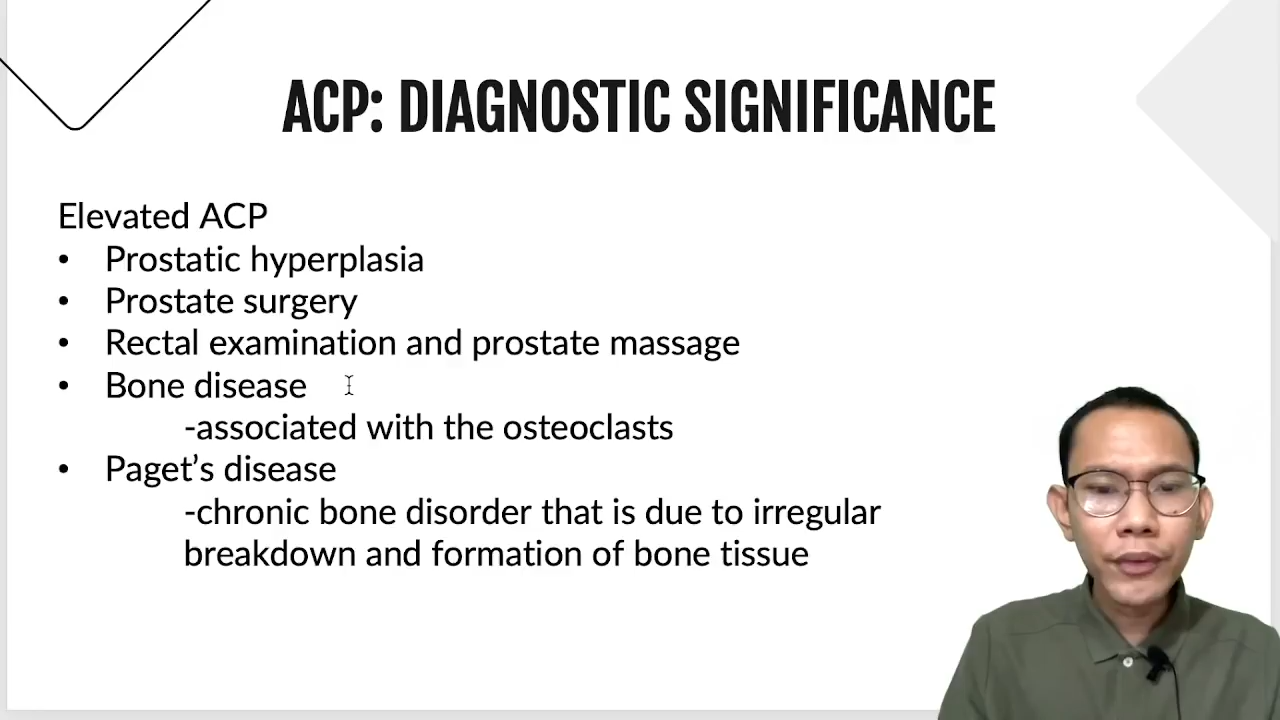 ACP: DIAGNOSTIC SIGNIFICANCE
Elevated ACP
• Prostatic hyperplasia
• Prostate surgery
• Rectal examination and prostate massage
• Bone disease
-associated with the osteoclasts
• Paget’s disease
-chronic bone disorder that is due to irregular
breakdown and formation of bone tissue